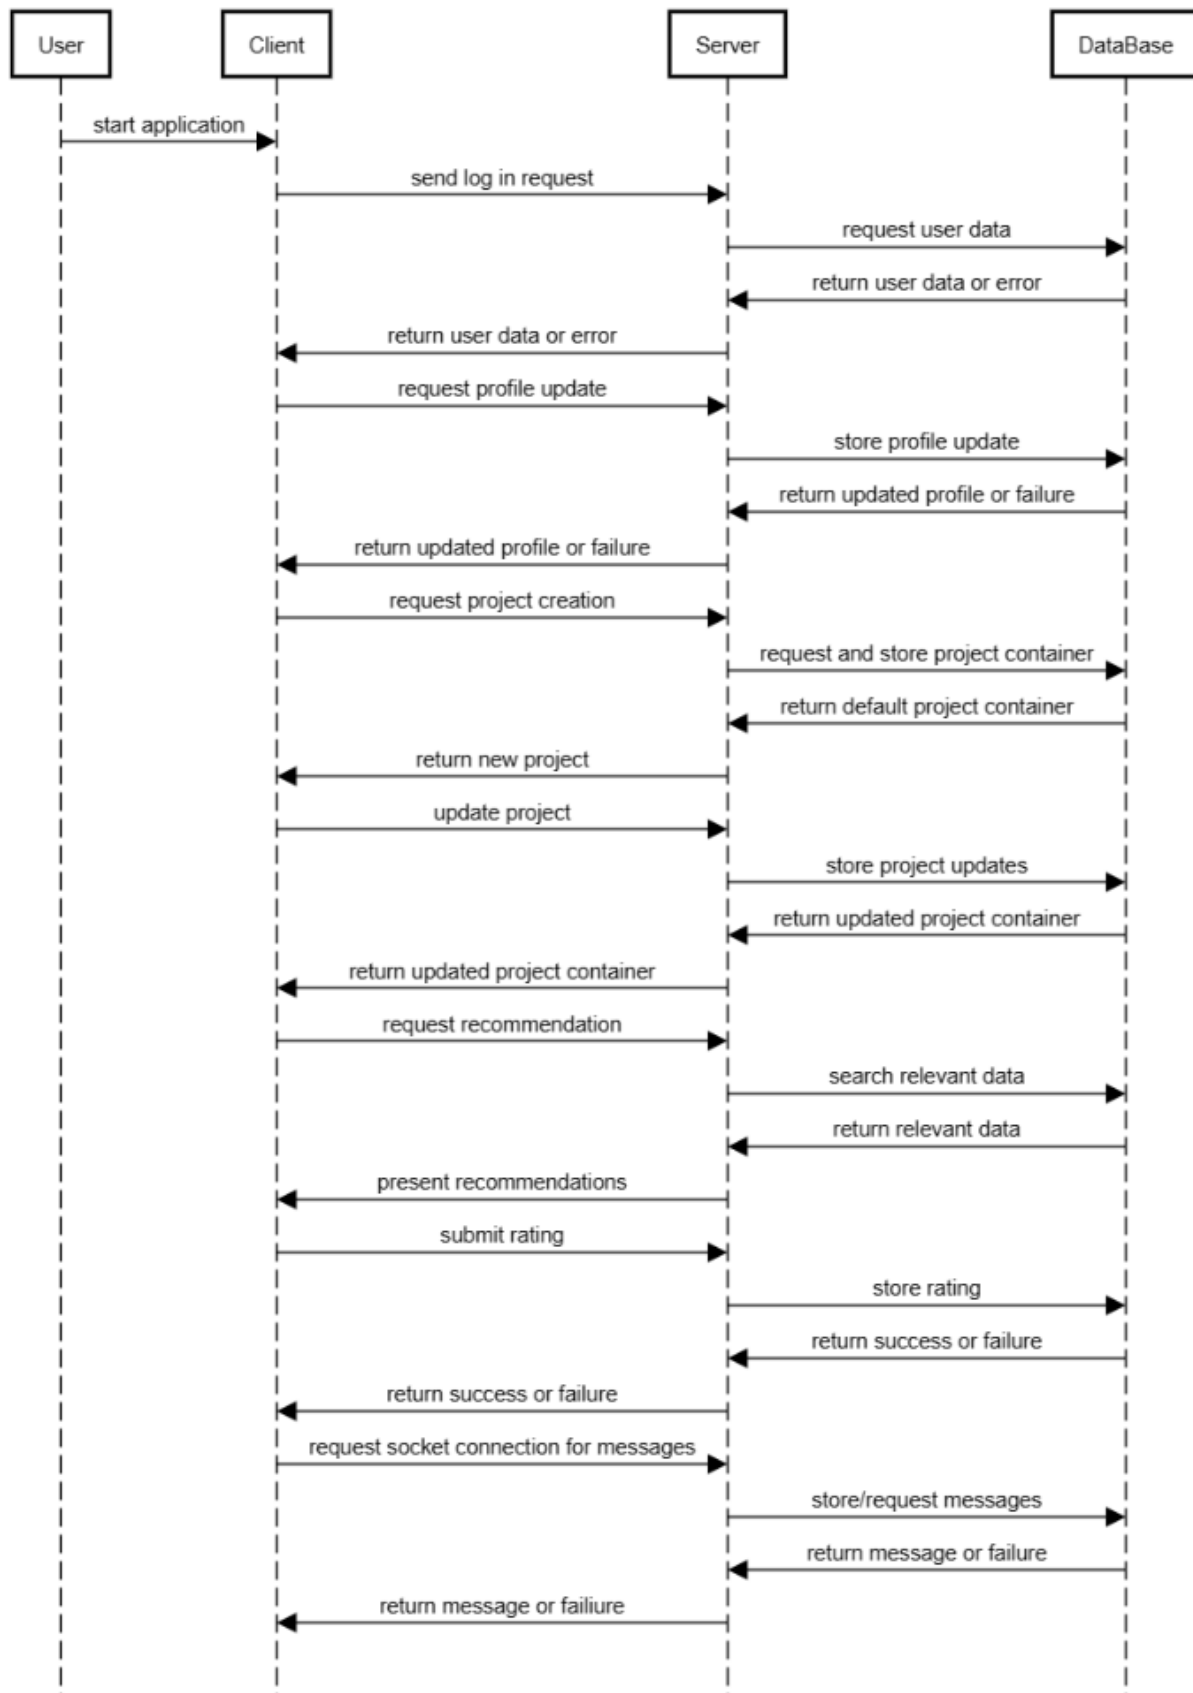 User
Client
Server
DataBase
start application
send log in request
request user data
return user data or error
return user data or error
request profile update
store profile update
return updated profile or failure
return updated profile or failure
request project creation
request and store project container
return default project container
return new project
update project
store project updates
return updated project container
return updated project container
request recommendation
search relevant data
return relevant data
present recommendations
submit rating
store rating
return success or failure
return success or failure
request socket connection for messages
store/request messages
return message or failure
return message or failiure